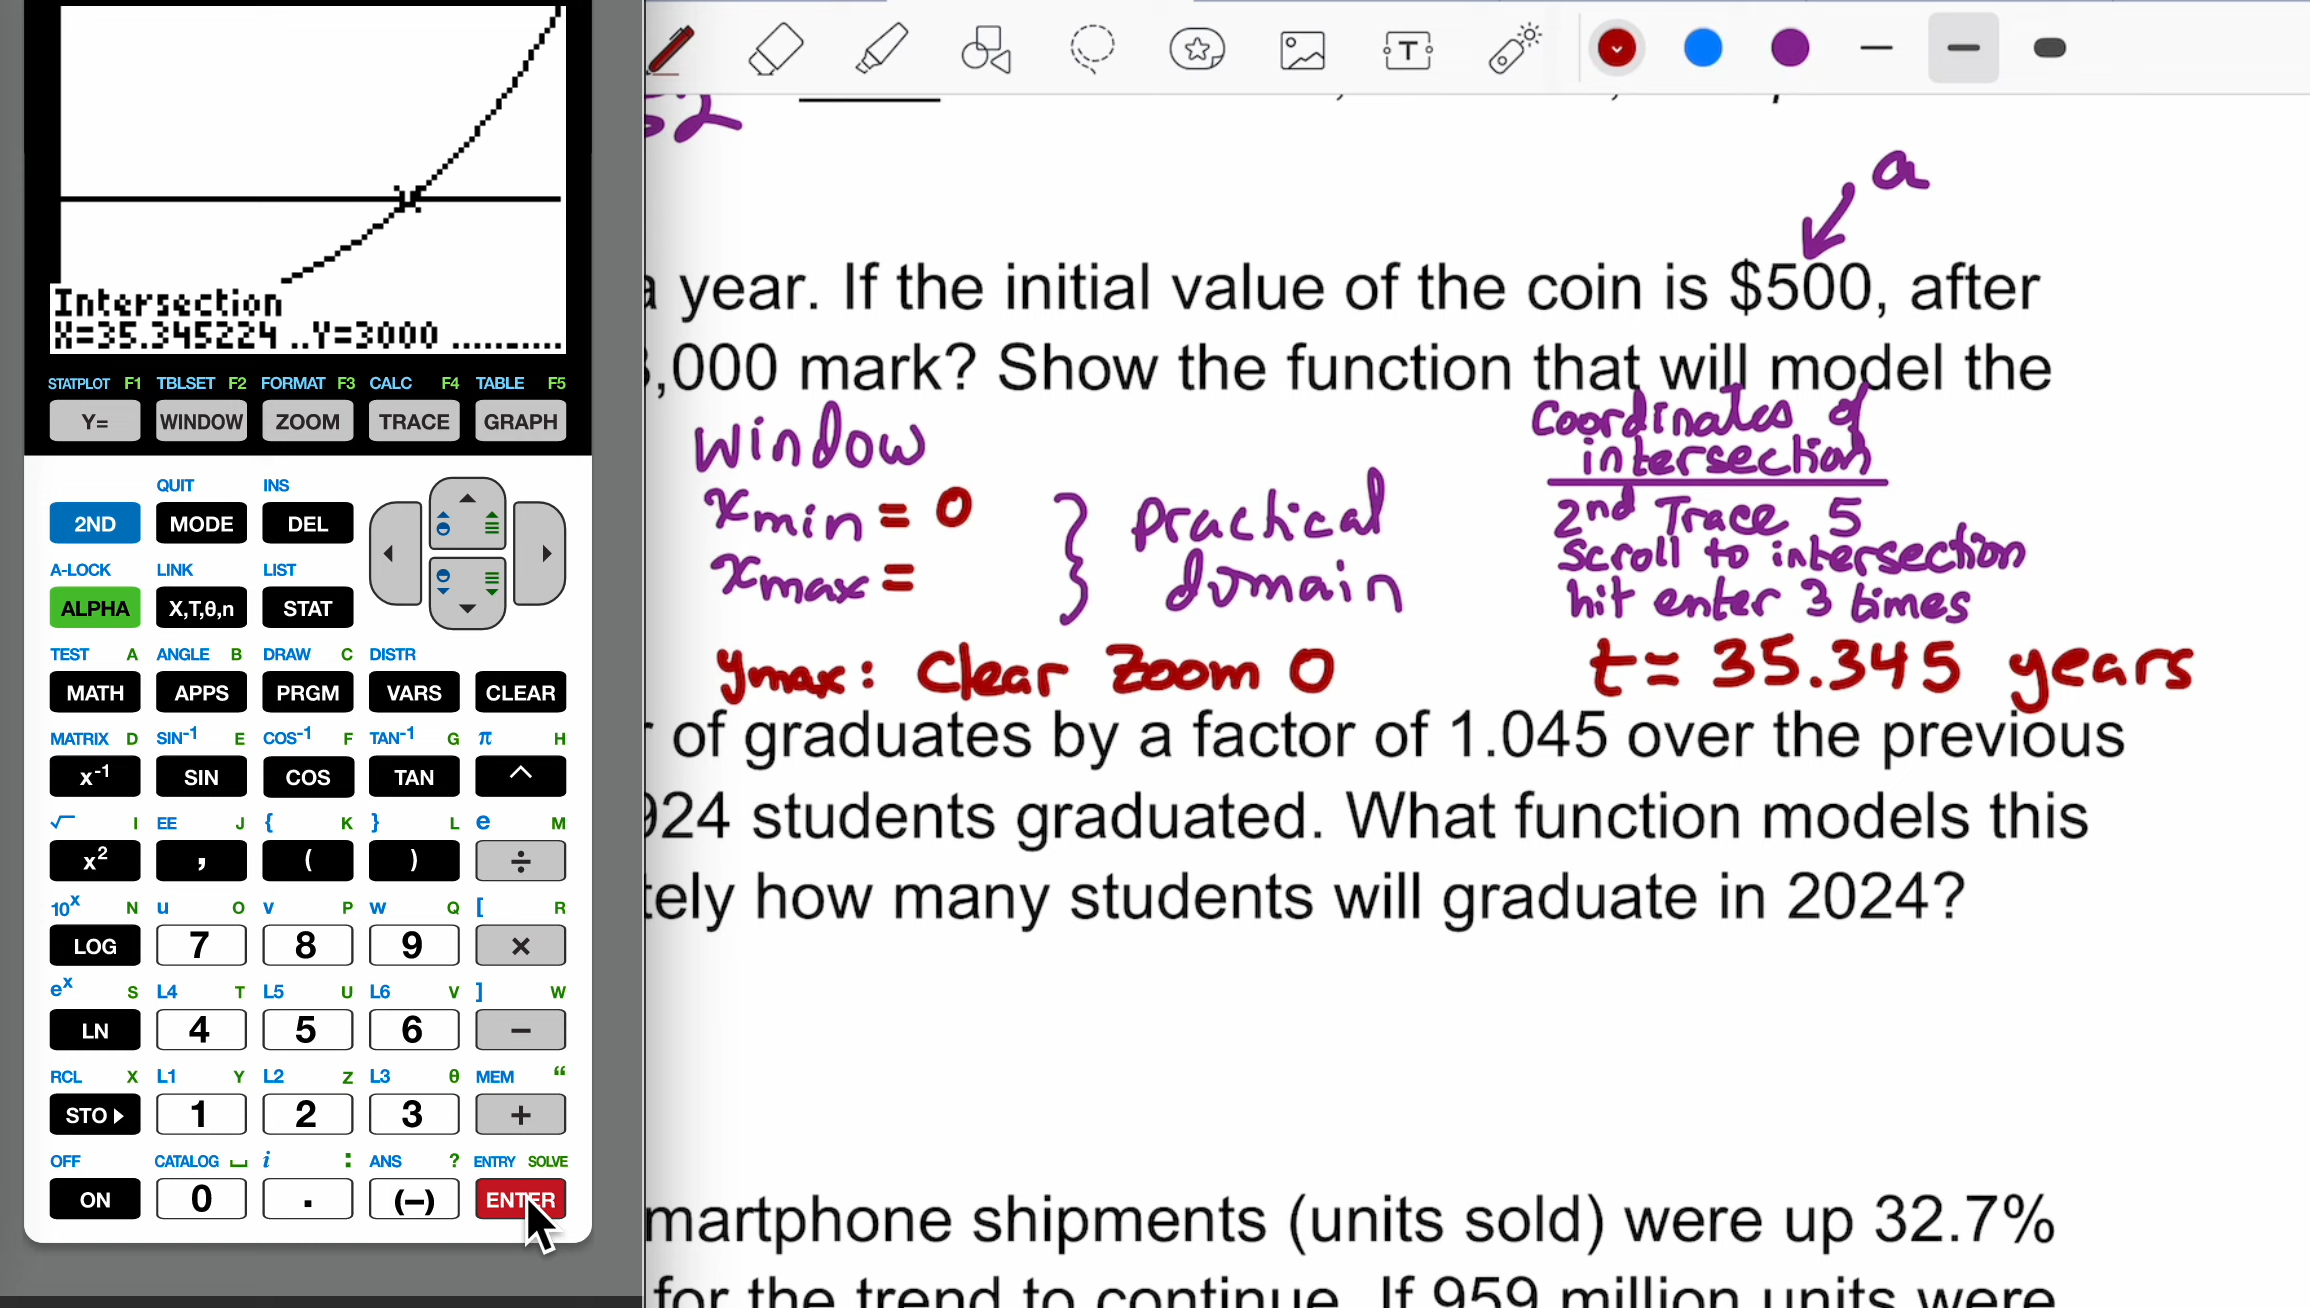 Intersection
X=35.345224 ..Y=3000
STATPLOT F1 TBLSET F2 FORMAT F3 CALC F4 TABLE F5
Y= WINDOW ZOOM TRACE GRAPH
QUIT INS
2ND MODE DEL
A-LOCK LINK LIST
ALPHA X,T,θ,n STAT
TEST A ANGLE B DRAW C DISTR
MATH APPS PRGM VARS CLEAR
MATRIX D SIN-1 E COS-1 F TAN-1 G π H
x-1 SIN COS TAN ^
√ I EE J { K } L e M
x2 , ( ) ÷
10x N u O v P w Q [ R
LOG 7 8 9 ×
ex S L4 T L5 U L6 V ] W
LN 4 5 6 −
RCL X L1 Y L2 Z L3 θ MEM “
STO 1 2 3 +
OFF CATALOG i : ANS ? ENTRY SOLVE
ON 0 . (−) ENTER
T
a
year. If the initial value of the coin is $500, after
,000 mark? Show the function that will model the
window
xmin = 0
xmax =
} practical
domain
ymax: Clear Zoom 0
Coordinates of
intersection
2nd Trace 5
scroll to intersection
hit enter 3 times
t = 35.345 years
of graduates by a factor of 1.045 over the previous
924 students graduated. What function models this
tely how many students will graduate in 2024?
martphone shipments (units sold) were up 32.7%
for the trend to continue. If 959 million units were